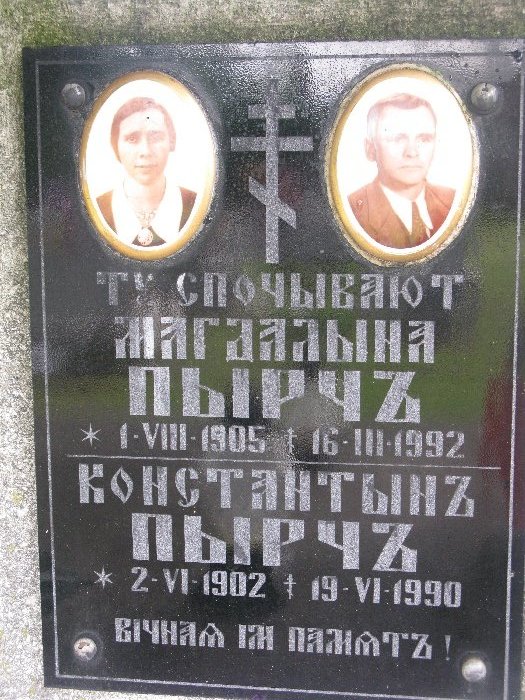 ТУ СПОЧЫВАЮТ
МАГДАЛЫНА
ПЫРЧЪ
* 1-VIII-1905 † 16-III-1992
КОНСТАНТЫНЪ
ПЫРЧЪ
* 2-VI-1902 † 19-VI-1990
ВІЧНАЯ ІМ ПАМѦТЪ !